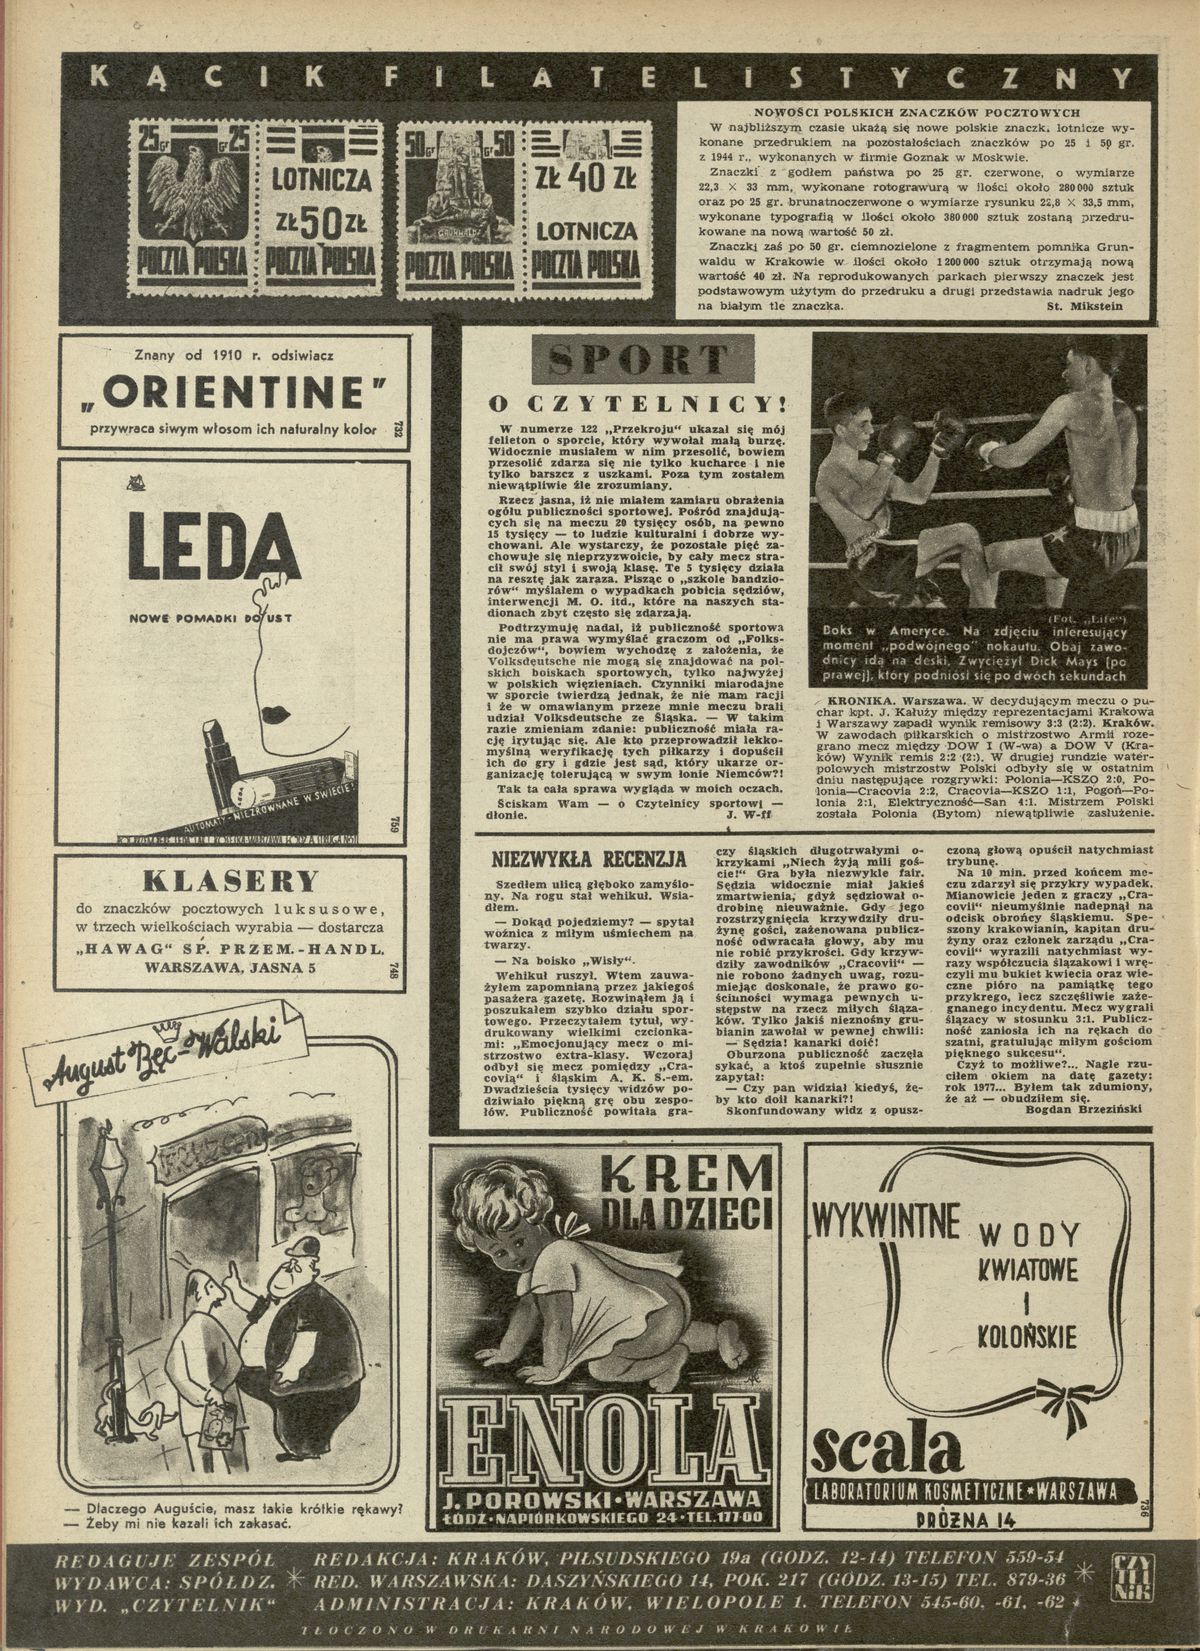 KĄCIK FILATELISTYCZNY
25 Gr 25
POCZTA POLSKA
LOTNICZA
ZŁ 50 ZŁ
POCZTA POLSKA
50 Gr 50
GRUNWALD
POCZTA POLSKA
ZŁ 40 ZŁ
LOTNICZA
POCZTA POLSKA
NOWOŚCI POLSKICH ZNACZKÓW POCZTOWYCH
W najbliższym czasie ukażą się nowe polskie znaczk. lotnicze wy-
konane przedrukiem na pozostałościach znaczków po 25 i 50 gr.
z 1944 r., wykonanych w firmie Goznak w Moskwie.
Znaczki z godłem państwa po 25 gr. czerwone, o wymiarze
22,3 × 33 mm, wykonane rotograwurą w ilości około 280 000 sztuk
oraz po 25 gr. brunatnoczerwone o wymiarze rysunku 22,8 × 33,5 mm,
wykonane typografią w ilości około 380 000 sztuk zostaną przedru-
kowane na nową wartość 50 zł.
Znaczki zaś po 50 gr. ciemnozielone z fragmentem pomnika Grun-
waldu w Krakowie w ilości około 1 200 000 sztuk otrzymają nową
wartość 40 zł. Na reprodukowanych parkach pierwszy znaczek jest
podstawowym użytym do przedruku a drugi przedstawia nadruk jego
na białym tle znaczka. St. Mikstein
Znany od 1910 r. odsiwiacz
„ORIENTINE"
przywraca siwym włosom ich naturalny kolor
732
LEDA
NOWE POMADKI DO UST
AUTOMATY-NIEZRÓWNANE W ŚWIECIE!
759
KLASERY
do znaczków pocztowych luksusowe,
w trzech wielkościach wyrabia — dostarcza
„HAWAG" SP. PRZEM.-HANDL.
WARSZAWA, JASNA 5
748
August Bęc-Walski
FRYZJER
— Dlaczego Auguście, masz takie krótkie rękawy?
— Żeby mi nie kazali ich zakasać.
SPORT
O CZYTELNICY!
W numerze 122 „Przekroju" ukazał się mój
felieton o sporcie, który wywołał małą burzę.
Widocznie musiałem w nim przesolić, bowiem
przesolić zdarza się nie tylko kucharce i nie
tylko barszcz z uszkami. Poza tym zostałem
niewątpliwie źle zrozumiany.
Rzecz jasna, iż nie miałem zamiaru obrażenia
ogółu publiczności sportowej. Pośród znajdują-
cych się na meczu 20 tysięcy osób, na pewno
15 tysięcy — to ludzie kulturalni i dobrze wy-
chowani. Ale wystarczy, że pozostałe pięć za-
chowuje się nieprzyzwoicie, by cały mecz stra-
cił swój styl i swoją klasę. Te 5 tysięcy działa
na resztę jak zaraza. Pisząc o „szkole bandzio-
rów" myślałem o wypadkach pobicia sędziów,
interwencji M. O. itd., które na naszych sta-
dionach zbyt często się zdarzają.
Podtrzymuję nadal, iż publiczność sportowa
nie ma prawa wymyślać graczom od „Folks-
dojczów", bowiem wychodzę z założenia, że
Volksdeutsche nie mogą się znajdować na pol-
skich boiskach sportowych, tylko najwyżej
w polskich więzieniach. Czynniki miarodajne
w sporcie twierdzą jednak, że nie mam racji
i że w omawianym przeze mnie meczu brali
udział Volksdeutsche ze Śląska. — W takim
razie zmieniam zdanie: publiczność miała ra-
cję irytując się. Ale kto przeprowadził lekko-
myślną weryfikację tych piłkarzy i dopuścił
ich do gry i gdzie jest sąd, który ukarze or-
ganizację tolerującą w swym łonie Niemców?!
Tak ta cała sprawa wygląda w moich oczach.
Ściskam Wam — o Czytelnicy sportowi —
dłonie. J. W-ff
(Fot. „Life")
Boks w Ameryce. Na zdjęciu interesujący
moment „podwójnego" nokautu. Obaj zawo-
dnicy idą na deski. Zwyciężył Dick Mays [po
prawej], który podniósł się po dwóch sekundach
KRONIKA. Warszawa. W decydującym meczu o pu-
char kpt. J. Kałuży między reprezentacjami Krakowa
i Warszawy zapadł wynik remisowy 3:3 (2:2). Kraków.
W zawodach piłkarskich o mistrzostwo Armii roze-
grano mecz między DOW I (W-wa) a DOW V (Kra-
ków) Wynik remis 2:2 (2:). W drugiej rundzie water-
polowych mistrzostw Polski odbyły się w ostatnim
dniu następujące rozgrywki: Polonia—KSZO 2:0, Po-
lonia—Cracovia 2:2, Cracovia—KSZO 1:1, Pogoń—Po-
lonia 2:1, Elektryczność—San 4:1. Mistrzem Polski
została Polonia (Bytom) niewątpliwie zasłużenie.
NIEZWYKŁA RECENZJA
Szedłem ulicą głęboko zamyślo-
ny. Na rogu stał wehikuł. Wsia-
dłem.
— Dokąd pojedziemy? — spytał
woźnica z miłym uśmiechem na
twarzy.
— Na boisko „Wisły".
Wehikuł ruszył. Wtem zauwa-
żyłem zapomnianą przez jakiegoś
pasażera gazetę. Rozwinąłem ją i
poszukałem szybko działu spor-
towego. Przeczytałem tytuł, wy-
drukowany wielkimi czcionka-
mi: „Emocjonujący mecz o mi-
strzostwo extra-klasy. Wczoraj
odbył się mecz pomiędzy „Cra-
covią" i śląskim A. K. S.-em.
Dwadzieścia tysięcy widzów po-
dziwiało piękną grę obu zespo-
łów. Publiczność powitała gra-
czy śląskich długotrwałymi o-
krzykami „Niech żyją mili goś-
cie!" Gra była niezwykle fair.
Sędzia widocznie miał jakieś
zmartwienia, gdyż sędziował o-
drobinę nieuważnie. Gdy jego
rozstrzygnięcia krzywdziły dru-
żynę gości, zażenowana publicz-
ność odwracała głowy, aby mu
nie robić przykrości. Gdy krzyw-
dziły zawodników „Cracovii" —
nie robono żadnych uwag, rozu-
miejąc doskonale, że prawo go-
ścinności wymaga pewnych u-
stępstw na rzecz miłych śląza-
ków. Tylko jakiś nieznośny gru-
bianin zawołał w pewnej chwili:
— Sędzia! kanarki doić!
Oburzona publiczność zaczęła
sykać, a ktoś zupełnie słusznie
zapytał:
— Czy pan widział kiedyś, żę-
by kto doił kanarki?!
Skonfundowany widz z opusz-
czoną głową opuścił natychmiast
trybunę.
Na 10 min. przed końcem me-
czu zdarzył się przykry wypadek.
Mianowicie jeden z graczy „Cra-
covii" nieumyślnie nadepnął na
odcisk obrońcy śląskiemu. Spe-
szony krakowianin, kapitan dru-
żyny oraz członek zarządu „Cra-
covii" wyrazili natychmiast wy-
razy współczucia ślązakowi i wrę-
czyli mu bukiet kwiecia oraz wie-
czne pióro na pamiątkę tego
przykrego, lecz szczęśliwie zaże-
gnanego incydentu. Mecz wygrali
ślązacy w stosunku 3:1. Publicz-
ność zaniosła ich na rękach do
szatni, gratulując miłym gościom
pięknego sukcesu".
Czyż to możliwe?... Nagle rzu-
ciłem okiem na datę gazety:
rok 1977... Byłem tak zdumiony,
że aż — obudziłem się.
Bogdan Brzeziński
KREM
DLA DZIECI
ENOLA
J. POROWSKI·WARSZAWA
ŁÓDŹ·NAPIÓRKOWSKIEGO 24·TEL.177-00
WYKWINTNE WODY
KWIATOWE
I
KOLOŃSKIE
scala
LABORATORIUM KOSMETYCZNE*WARSZAWA
PRÓŻNA 14
736
REDAGUJE ZESPÓŁ
WYDAWCA: SPÓŁDZ.
WYD. „CZYTELNIK"
REDAKCJA: KRAKÓW, PIŁSUDSKIEGO 19a (GODZ. 12-14) TELEFON 559-54
RED. WARSZAWSKA: DASZYŃSKIEGO 14, POK. 217 (GODZ. 13-15) TEL. 879-36
ADMINISTRACJA: KRAKÓW, WIELOPOLE 1. TELEFON 545-60, -61, -62
CZY
TEL
NIK
TŁOCZONO W DRUKARNI NARODOWEJ W KRAKOWIE